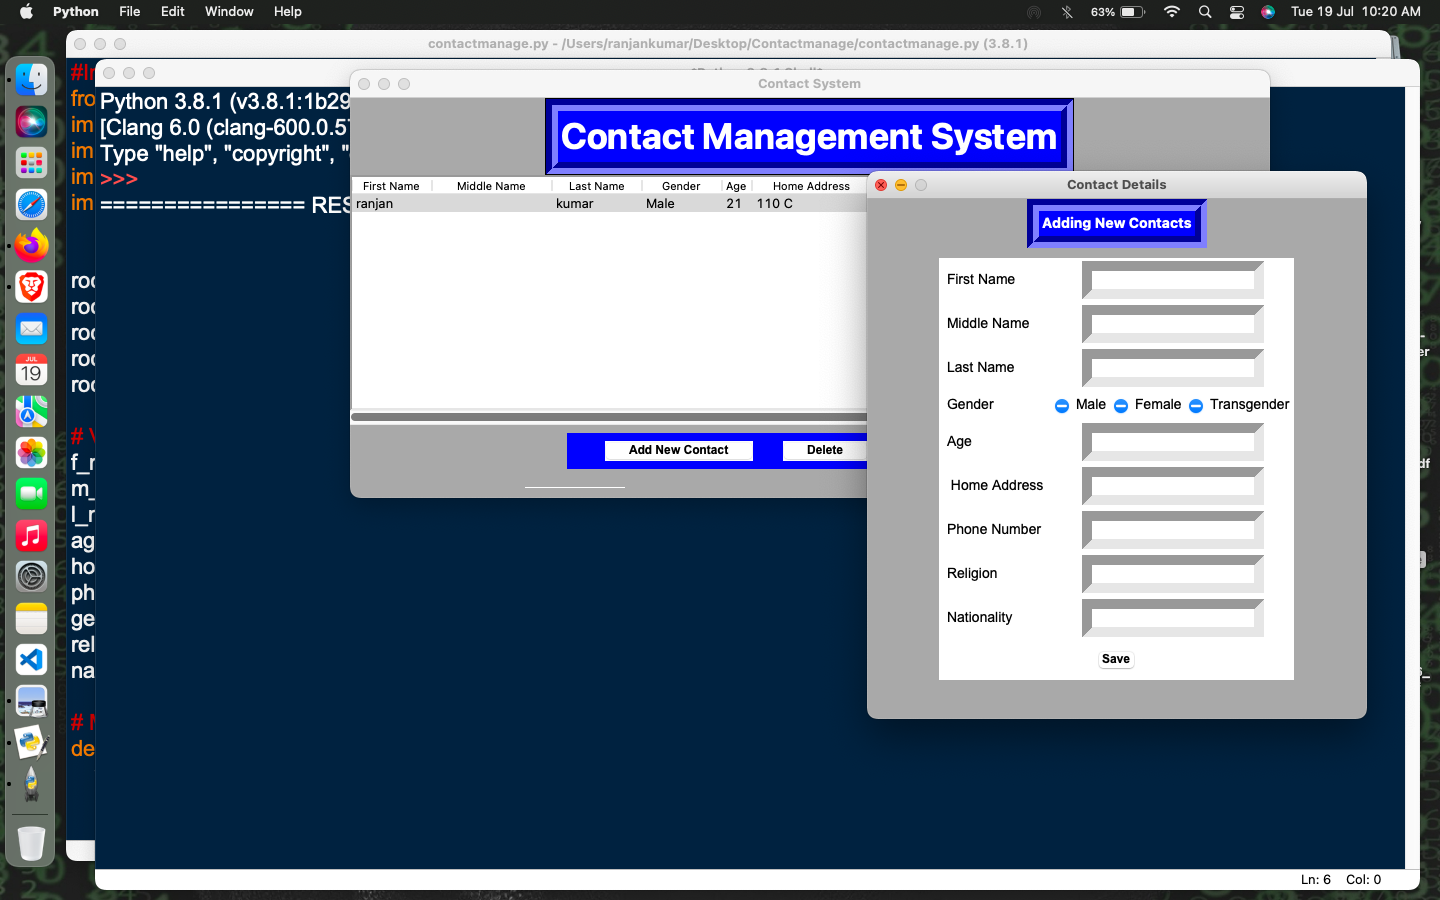 Python File Edit Window Help 63% Tue 19 Jul 10:20 AM
contactmanage.py - /Users/ranjankumar/Desktop/Contactmanage/contactmanage.py (3.8.1)
Contact System
Python 3.8.1 (v3.8.1:1b29
[Clang 6.0 (clang-600.0.57
Type "help", "copyright", "
>>>
================ RES
Contact Management System
First Name Middle Name Last Name Gender Age Home Address
ranjan kumar Male 21 110 C
Add New Contact Delete
Contact Details
Adding New Contacts
First Name
Middle Name
Last Name
Gender Male Female Transgender
Age
Home Address
Phone Number
Religion
Nationality
Save
fro
im
im
im
im
roo
roo
roo
roo
roo
m_
ag
ho
ph
ge
rel
na
de
JUL
19
Ln: 6 Col: 0